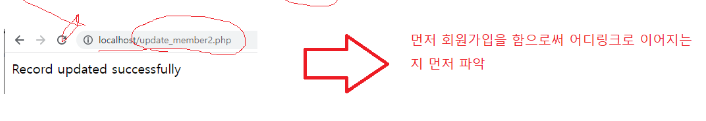 localhost/update_member2.php
Record updated successfully
먼저 회원가입을 함으로써 어디링크로 이어지는
지 먼저 파악